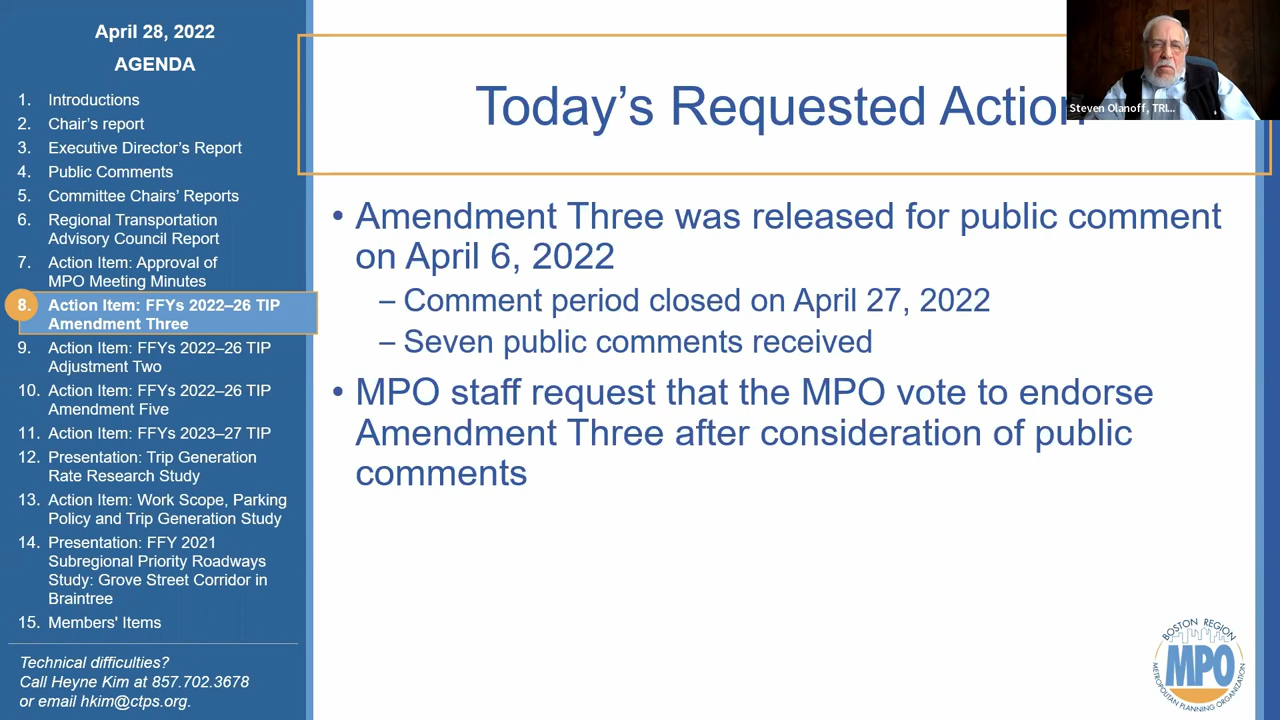 April 28, 2022
AGENDA
1. Introductions
2. Chair's report
3. Executive Director's Report
4. Public Comments
5. Committee Chairs' Reports
6. Regional Transportation
Advisory Council Report
7. Action Item: Approval of
MPO Meeting Minutes
8. Action Item: FFYs 2022–26 TIP
Amendment Three
9. Action Item: FFYs 2022–26 TIP
Adjustment Two
10. Action Item: FFYs 2022–26 TIP
Amendment Five
11. Action Item: FFYs 2023–27 TIP
12. Presentation: Trip Generation
Rate Research Study
13. Action Item: Work Scope, Parking
Policy and Trip Generation Study
14. Presentation: FFY 2021
Subregional Priority Roadways
Study: Grove Street Corridor in
Braintree
15. Members' Items
Technical difficulties?
Call Heyne Kim at 857.702.3678
or email hkim@ctps.org.
Today's Requested Action
Steven Olanoff, TRI...
• Amendment Three was released for public comment
on April 6, 2022
– Comment period closed on April 27, 2022
– Seven public comments received
• MPO staff request that the MPO vote to endorse
Amendment Three after consideration of public
comments
BOSTON REGION
MPO
METROPOLITAN PLANNING ORGANIZATION